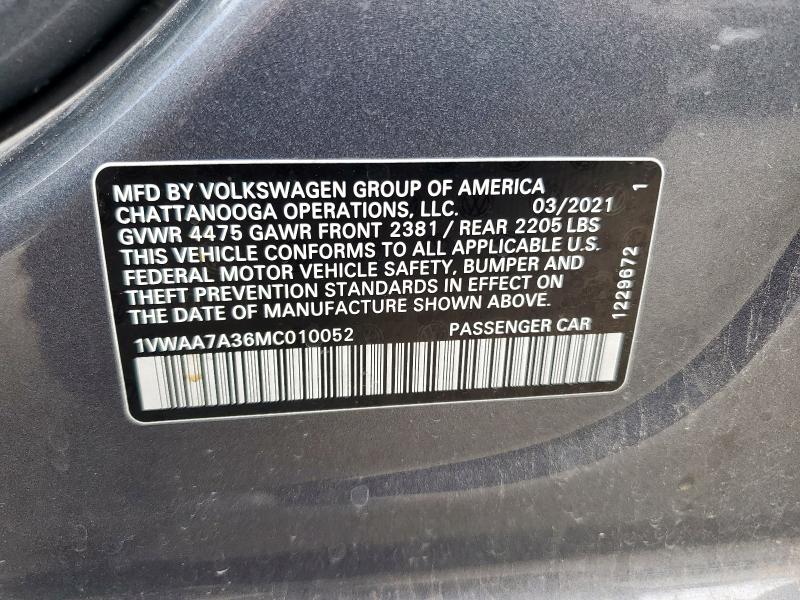 MFD BY VOLKSWAGEN GROUP OF AMERICA
CHATTANOOGA OPERATIONS, LLC. 03/2021
GVWR 4475 GAWR FRONT 2381 / REAR 2205 LBS
THIS VEHICLE CONFORMS TO ALL APPLICABLE U.S.
FEDERAL MOTOR VEHICLE SAFETY, BUMPER AND
THEFT PREVENTION STANDARDS IN EFFECT ON
THE DATE OF MANUFACTURE SHOWN ABOVE.
1VWAA7A36MC010052 PASSENGER CAR
1229672 1